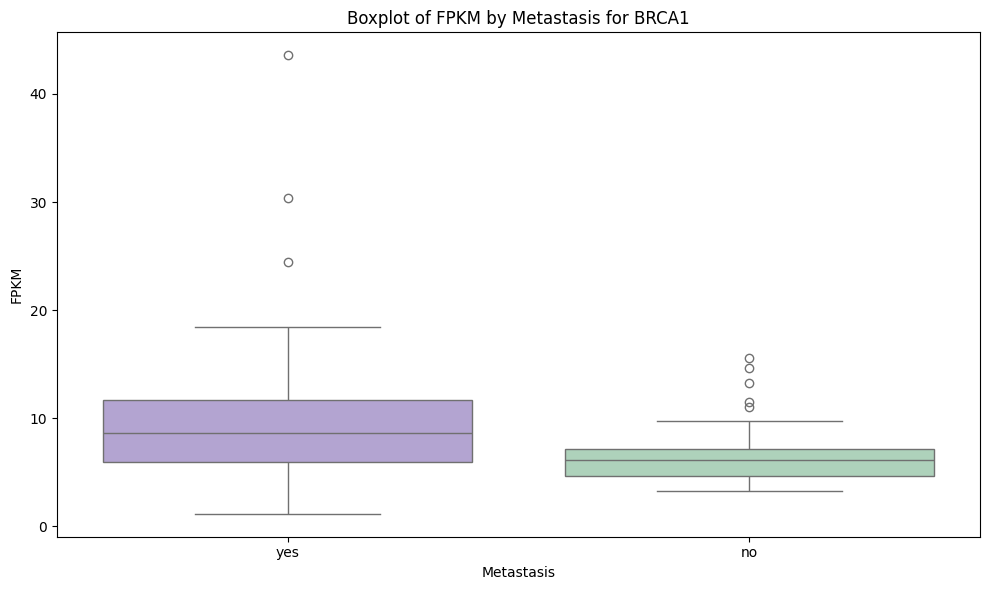 Boxplot of FPKM by Metastasis for BRCA1
40
30
20
10
0
FPKM
yes
no
Metastasis